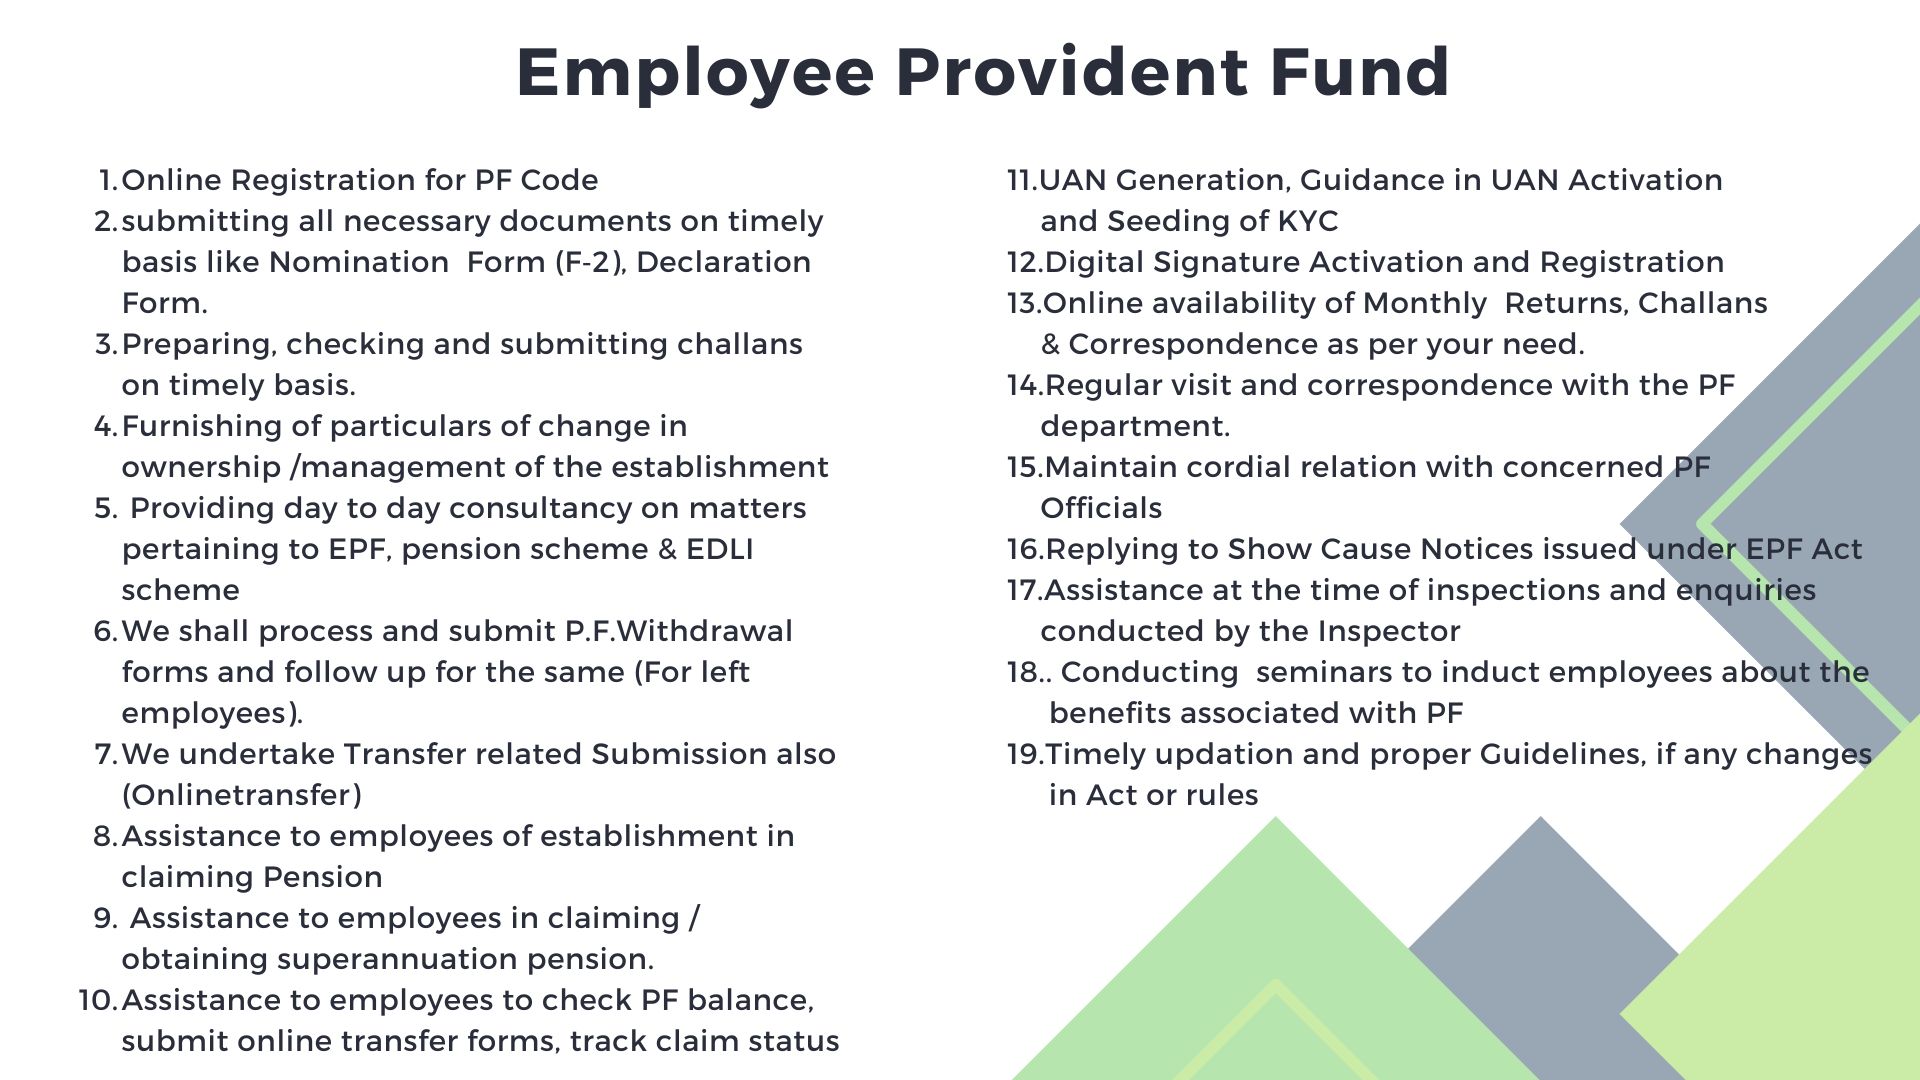 Employee Provident Fund
1. Online Registration for PF Code
2. submitting all necessary documents on timely
basis like Nomination  Form (F-2), Declaration
Form.
3. Preparing, checking and submitting challans
on timely basis.
4. Furnishing of particulars of change in
ownership /management of the establishment
5.  Providing day to day consultancy on matters
pertaining to EPF, pension scheme & EDLI
scheme
6. We shall process and submit P.F.Withdrawal
forms and follow up for the same (For left
employees).
7. We undertake Transfer related Submission also
(Onlinetransfer)
8. Assistance to employees of establishment in
claiming Pension
9.  Assistance to employees in claiming /
obtaining superannuation pension.
10. Assistance to employees to check PF balance,
submit online transfer forms, track claim status
11.UAN Generation, Guidance in UAN Activation
and Seeding of KYC
12.Digital Signature Activation and Registration
13.Online availability of Monthly  Returns, Challans
& Correspondence as per your need.
14.Regular visit and correspondence with the PF
department.
15.Maintain cordial relation with concerned PF
Officials
16.Replying to Show Cause Notices issued under EPF Act
17.Assistance at the time of inspections and enquiries
conducted by the Inspector
18.. Conducting  seminars to induct employees about the
benefits associated with PF
19.Timely updation and proper Guidelines, if any changes
in Act or rules